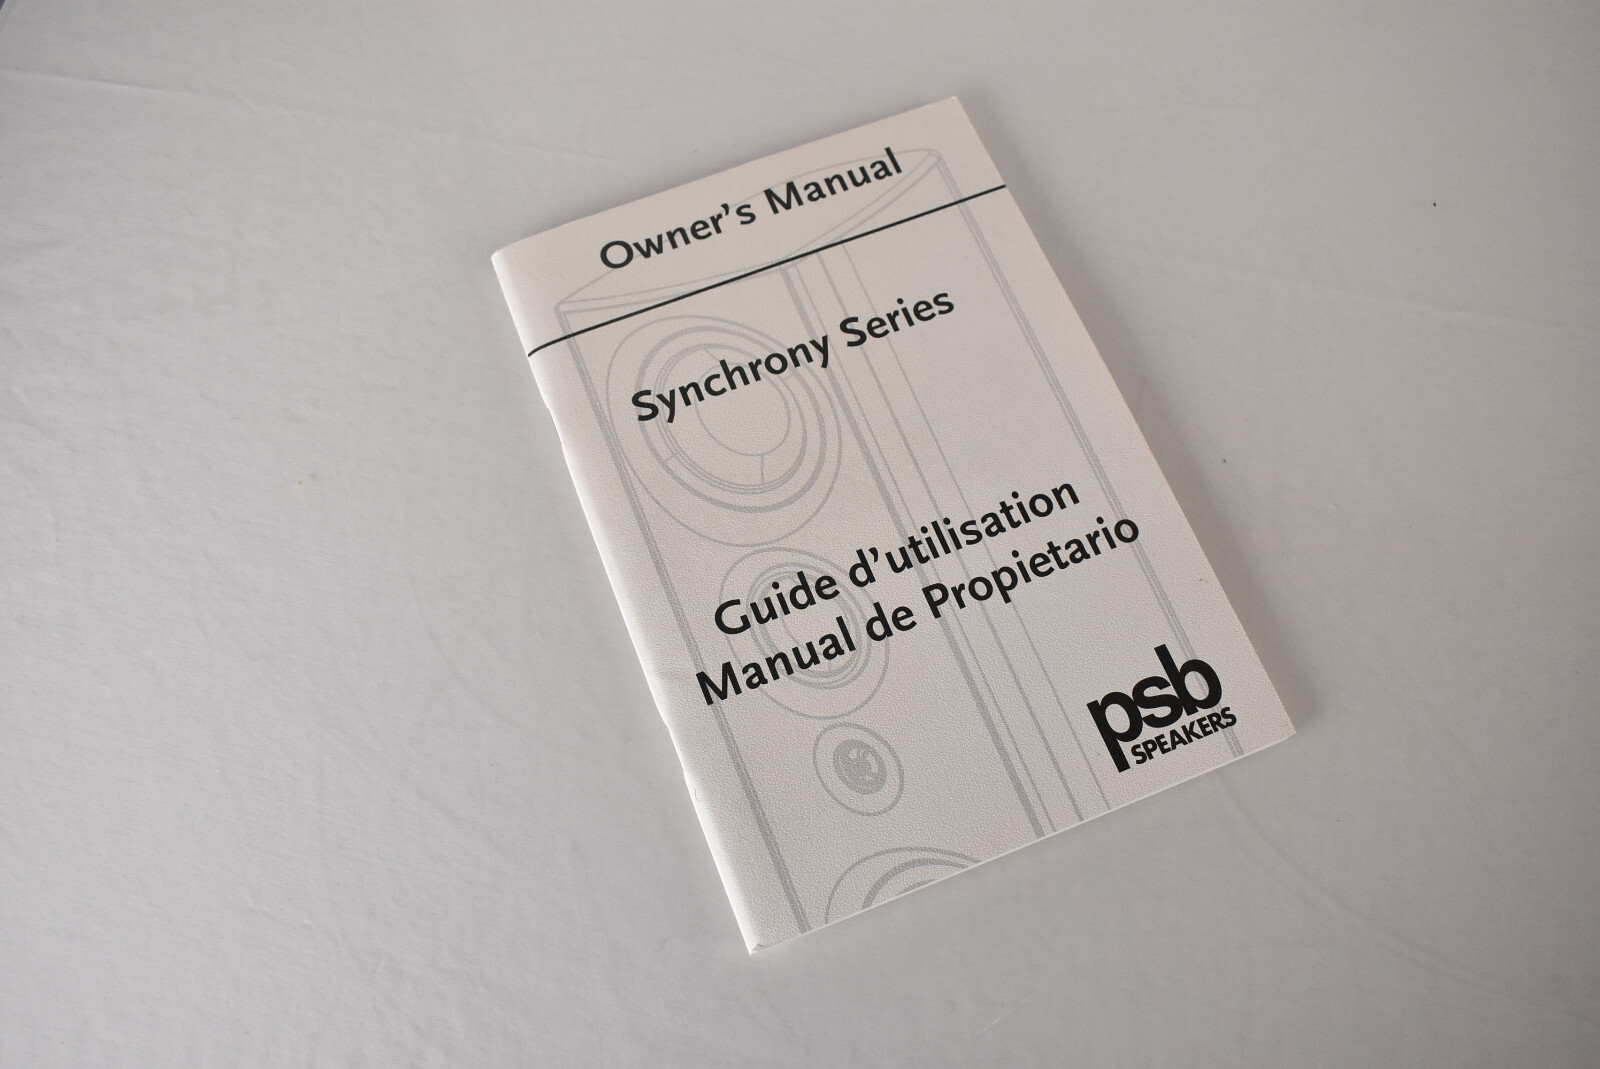 Owner's Manual
Synchrony Series
Guide d'utilisation
Manual de Propietario
psb
SPEAKERS